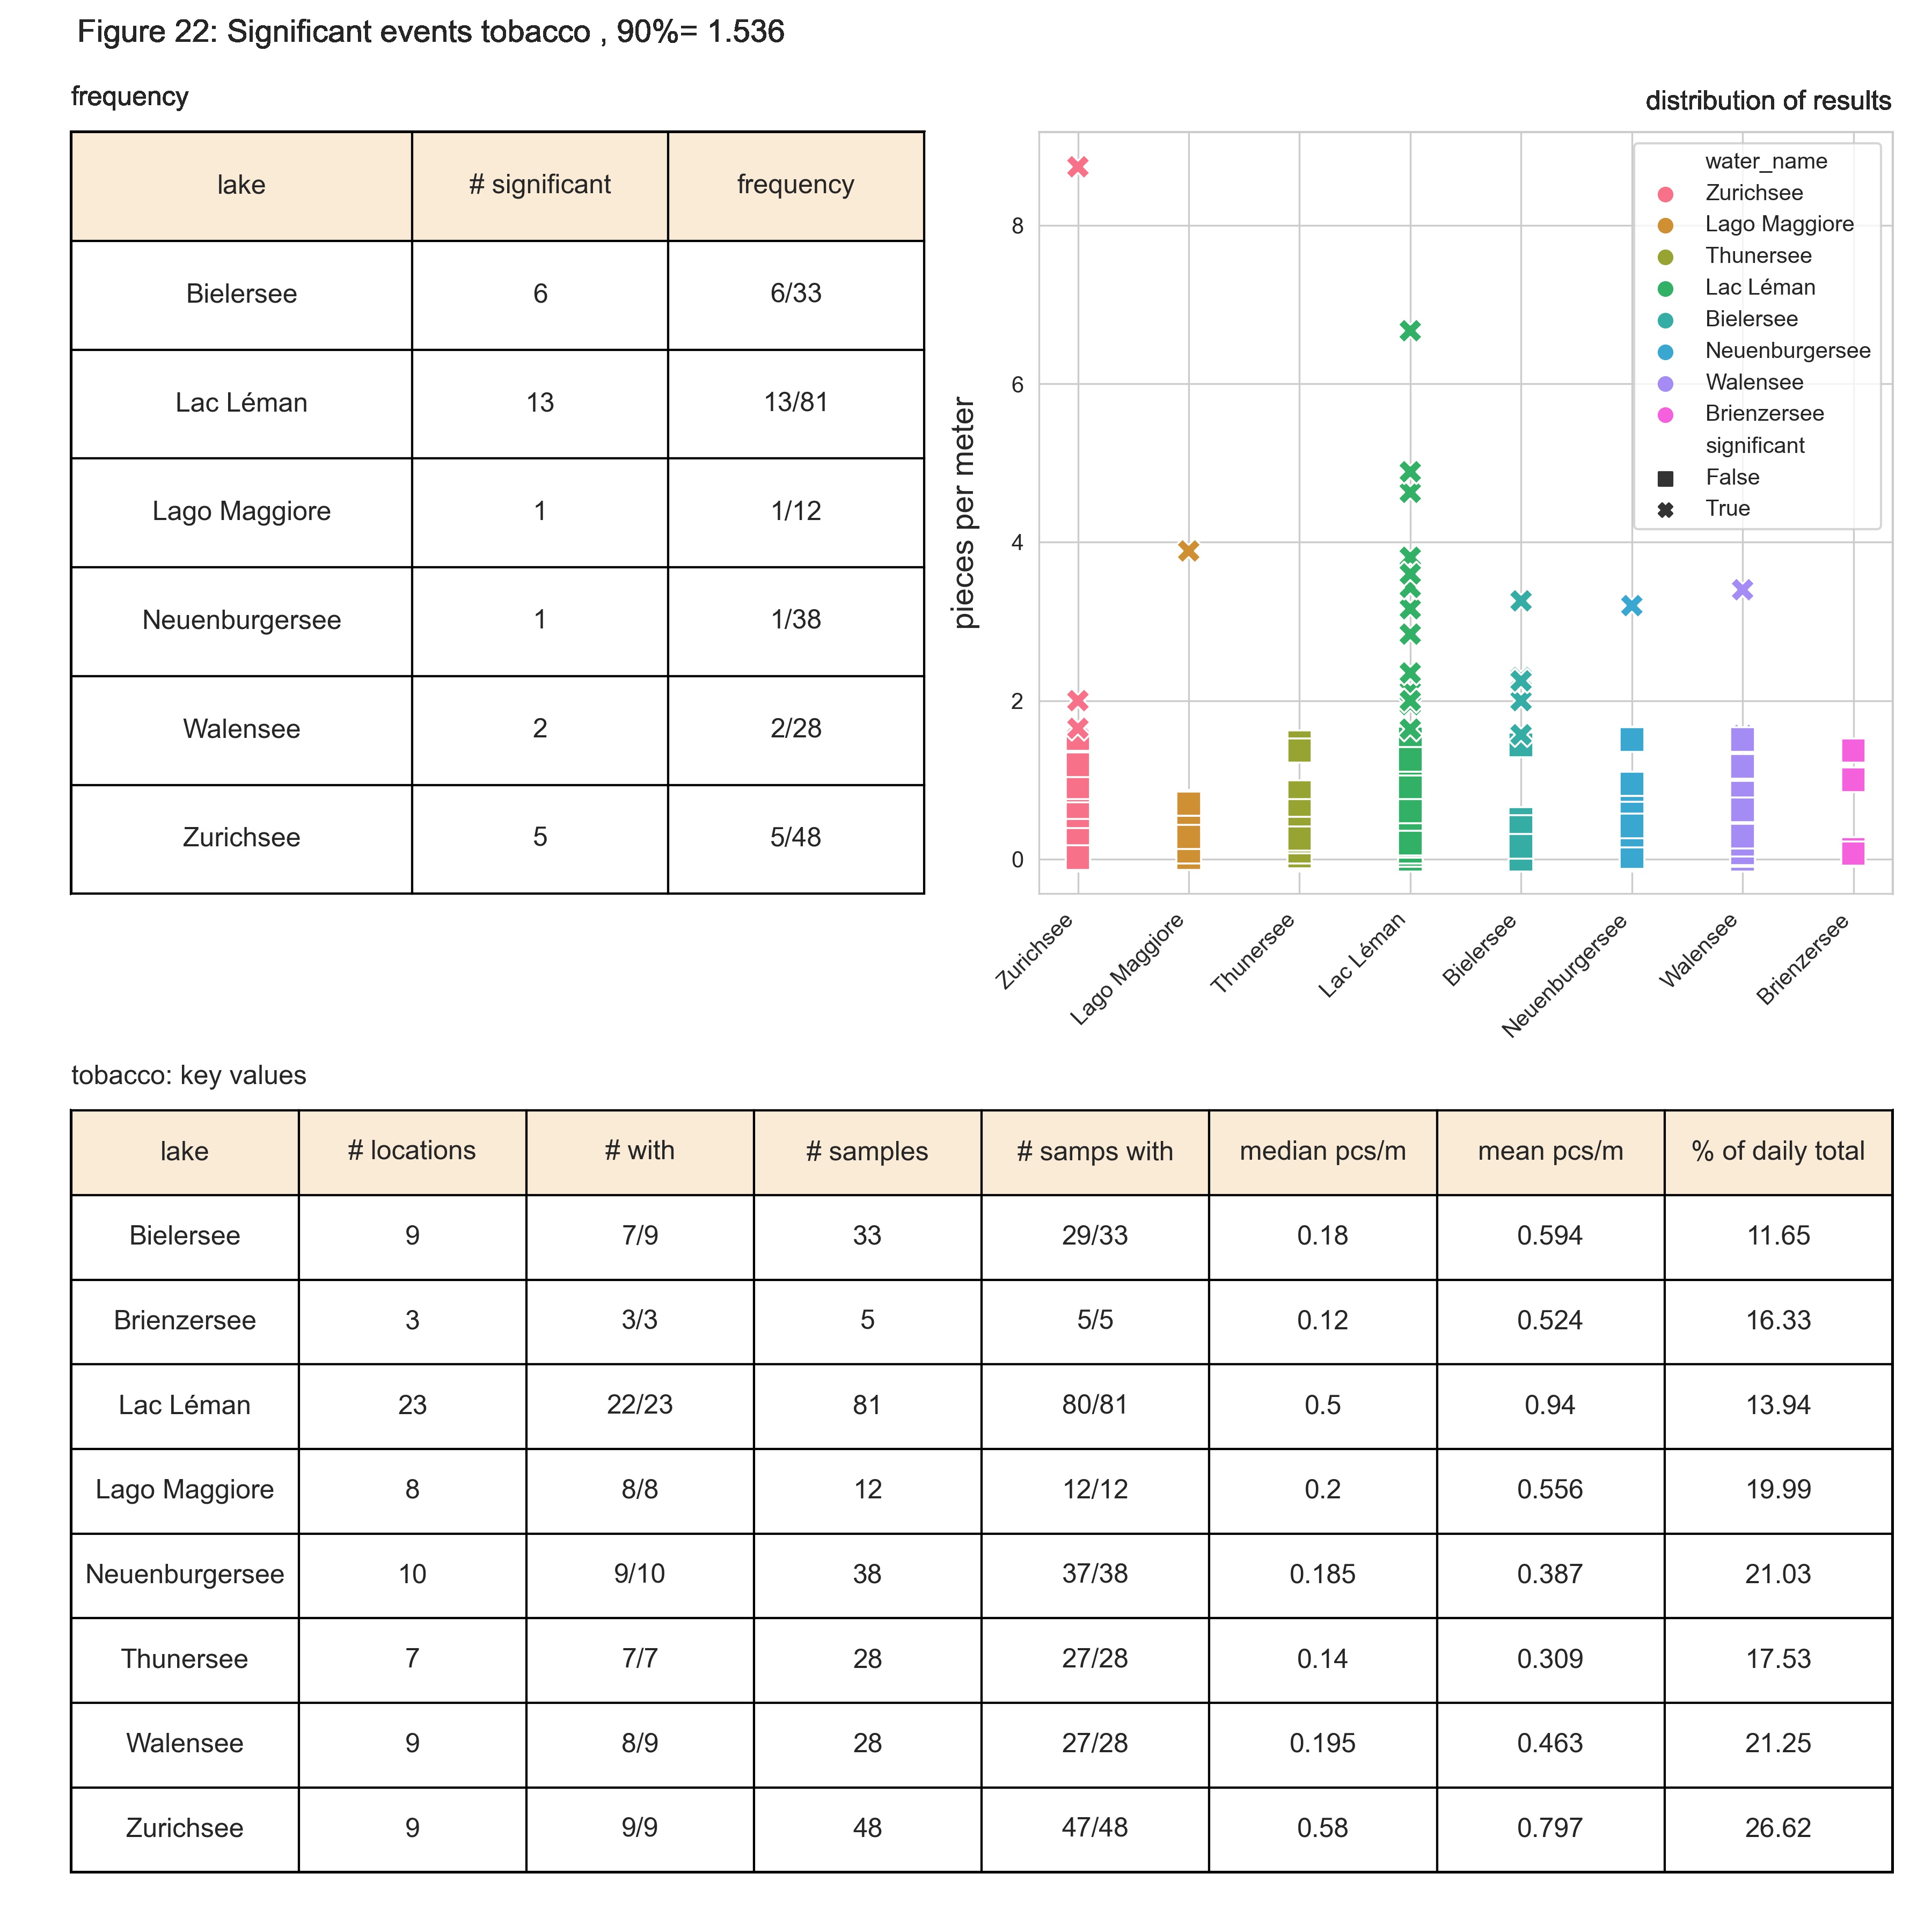 Figure 22: Significant events tobacco , 90%= 1.536
frequency
lake # significant frequency
Bielersee 6 6/33
Lac Léman 13 13/81
Lago Maggiore 1 1/12
Neuenburgersee 1 1/38
Walensee 2 2/28
Zurichsee 5 5/48
distribution of results
pieces per meter
8
6
4
2
0
water_name
Zurichsee
Lago Maggiore
Thunersee
Lac Léman
Bielersee
Neuenburgersee
Walensee
Brienzersee
significant
False
True
Zurichsee
Lago Maggiore
Thunersee
Lac Léman
Bielersee
Neuenburgersee
Walensee
Brienzersee
tobacco: key values
lake # locations # with # samples # samps with median pcs/m mean pcs/m % of daily total
Bielersee 9 7/9 33 29/33 0.18 0.594 11.65
Brienzersee 3 3/3 5 5/5 0.12 0.524 16.33
Lac Léman 23 22/23 81 80/81 0.5 0.94 13.94
Lago Maggiore 8 8/8 12 12/12 0.2 0.556 19.99
Neuenburgersee 10 9/10 38 37/38 0.185 0.387 21.03
Thunersee 7 7/7 28 27/28 0.14 0.309 17.53
Walensee 9 8/9 28 27/28 0.195 0.463 21.25
Zurichsee 9 9/9 48 47/48 0.58 0.797 26.62